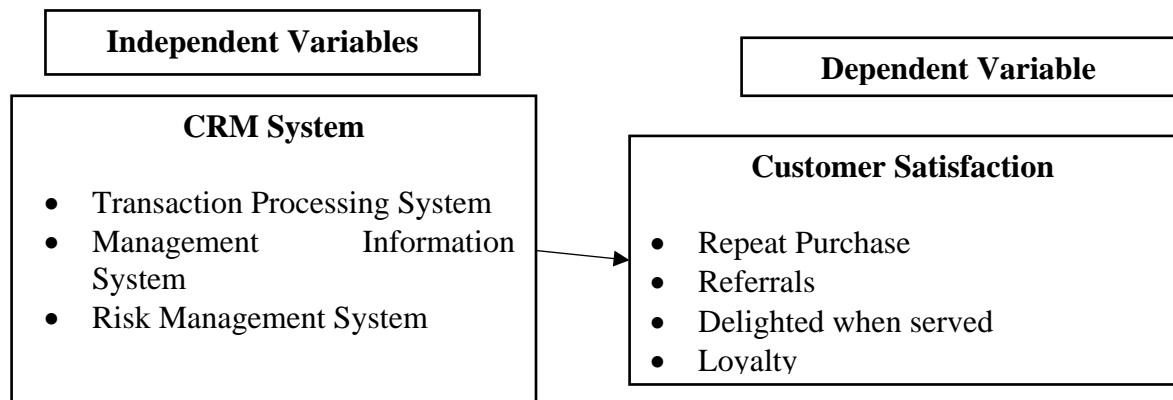 Independent Variables
CRM System
• Transaction Processing System
• Management Information
System
• Risk Management System
Dependent Variable
Customer Satisfaction
• Repeat Purchase
• Referrals
• Delighted when served
• Loyalty